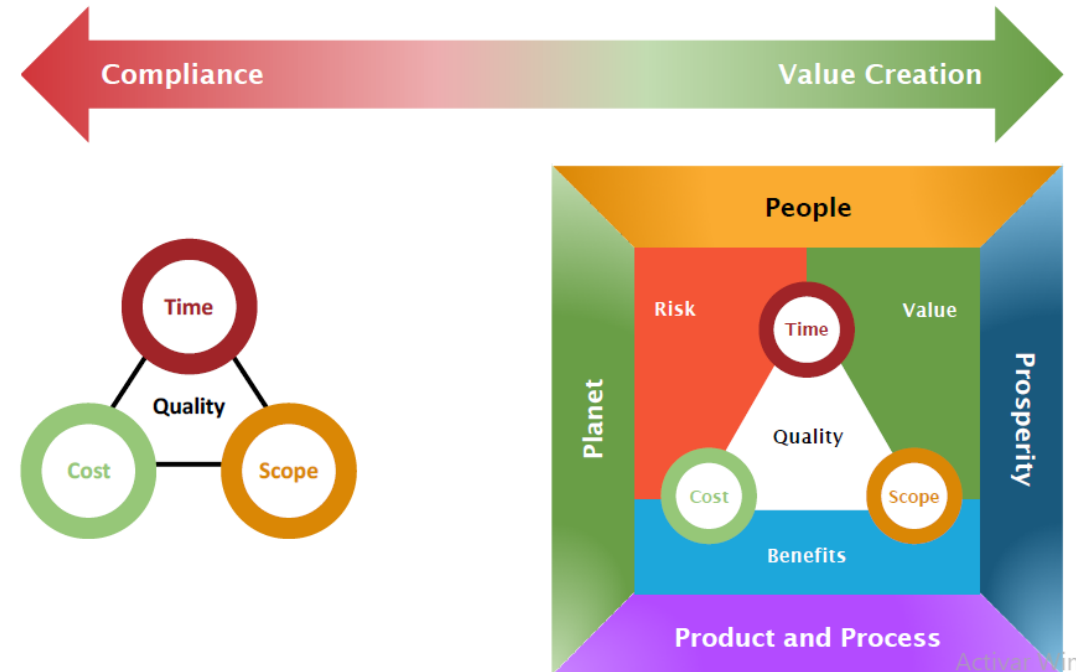 Compliance
Value Creation
Time
Quality
Cost
Scope
People
Risk
Value
Time
Planet
Prosperity
Quality
Cost
Scope
Benefits
Product and Process
Activar